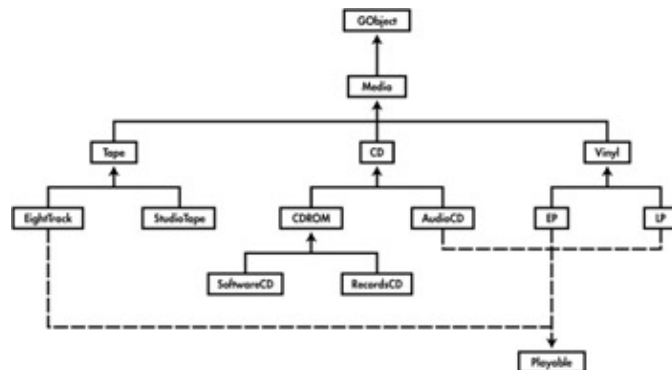 GObject
Media
Tape CD Vinyl
EightTrack StudioTape CDROM AudioCD EP LP
SoftwareCD RecordsCD
Playable